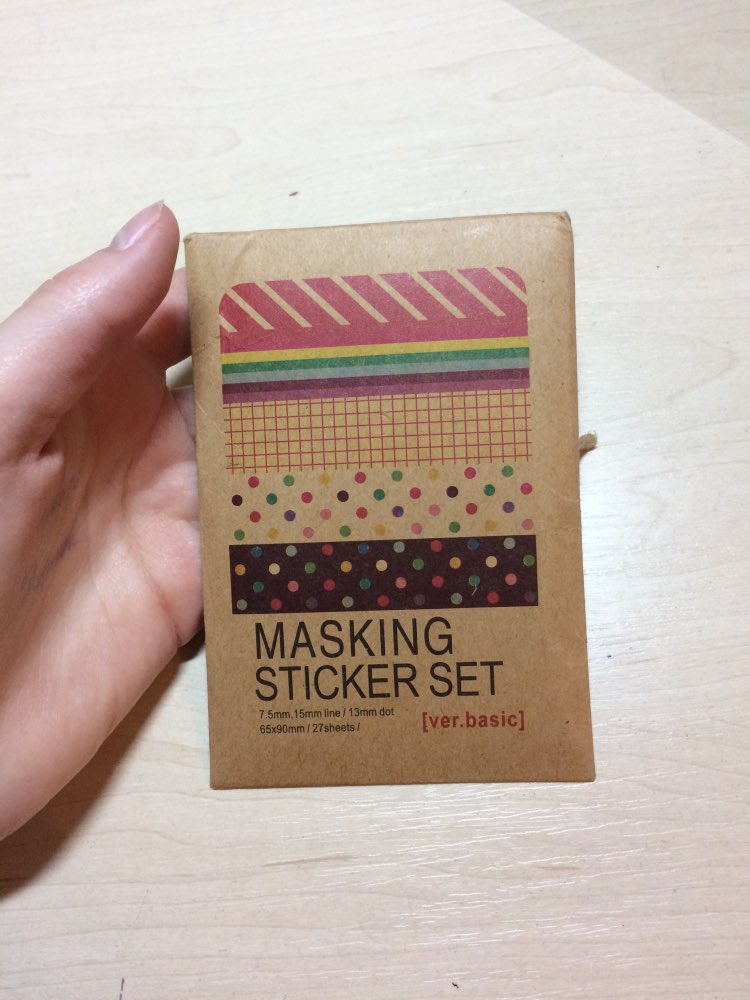 MASKING
STICKER SET
7.5mm,15mm line / 13mm dot
65x90mm / 27sheets /
[ver.basic]